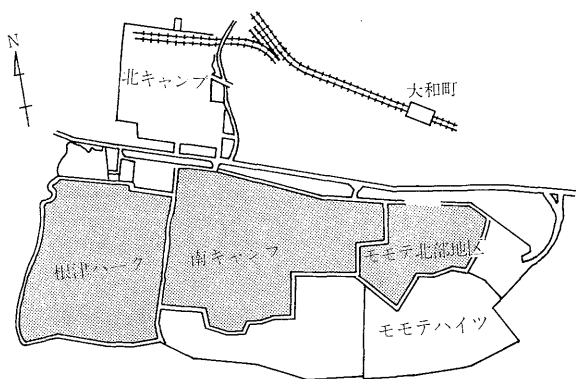 N
北キャンプ
大和町
根津パーク
南キャンプ
モモテ北部地区
モモテハイツ